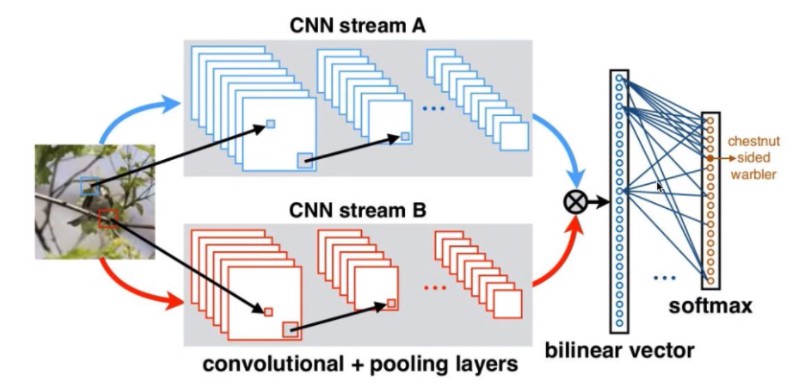 CNN stream A
chestnut
sided
warbler
CNN stream B
softmax
bilinear vector
convolutional + pooling layers